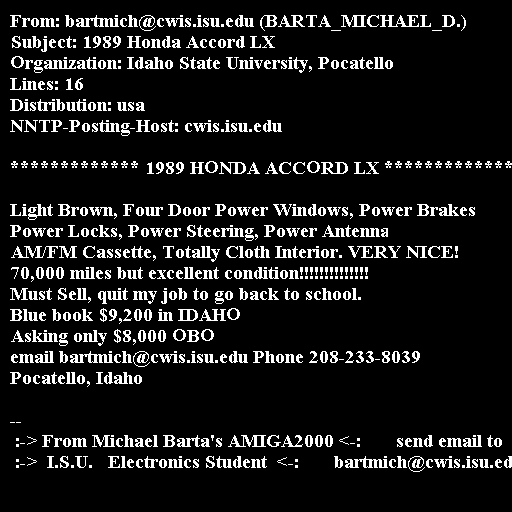 From: bartmich@cwis.isu.edu (BARTA_MICHAEL_D.)
Subject: 1989 Honda Accord LX
Organization: Idaho State University, Pocatello
Lines: 16
Distribution: usa
NNTP-Posting-Host: cwis.isu.edu
************* 1989 HONDA ACCORD LX *************
Light Brown, Four Door Power Windows, Power Brakes
Power Locks, Power Steering, Power Antenna
AM/FM Cassette, Totally Cloth Interior. VERY NICE!
70,000 miles but excellent condition!!!!!!!!!!!!!!
Must Sell, quit my job to go back to school.
Blue book $9,200 in IDAHO
Asking only $8,000 OBO
email bartmich@cwis.isu.edu Phone 208-233-8039
Pocatello, Idaho
--
:-> From Michael Barta's AMIGA2000 <-: send email to
:-> I.S.U. Electronics Student <-: bartmich@cwis.isu.ed